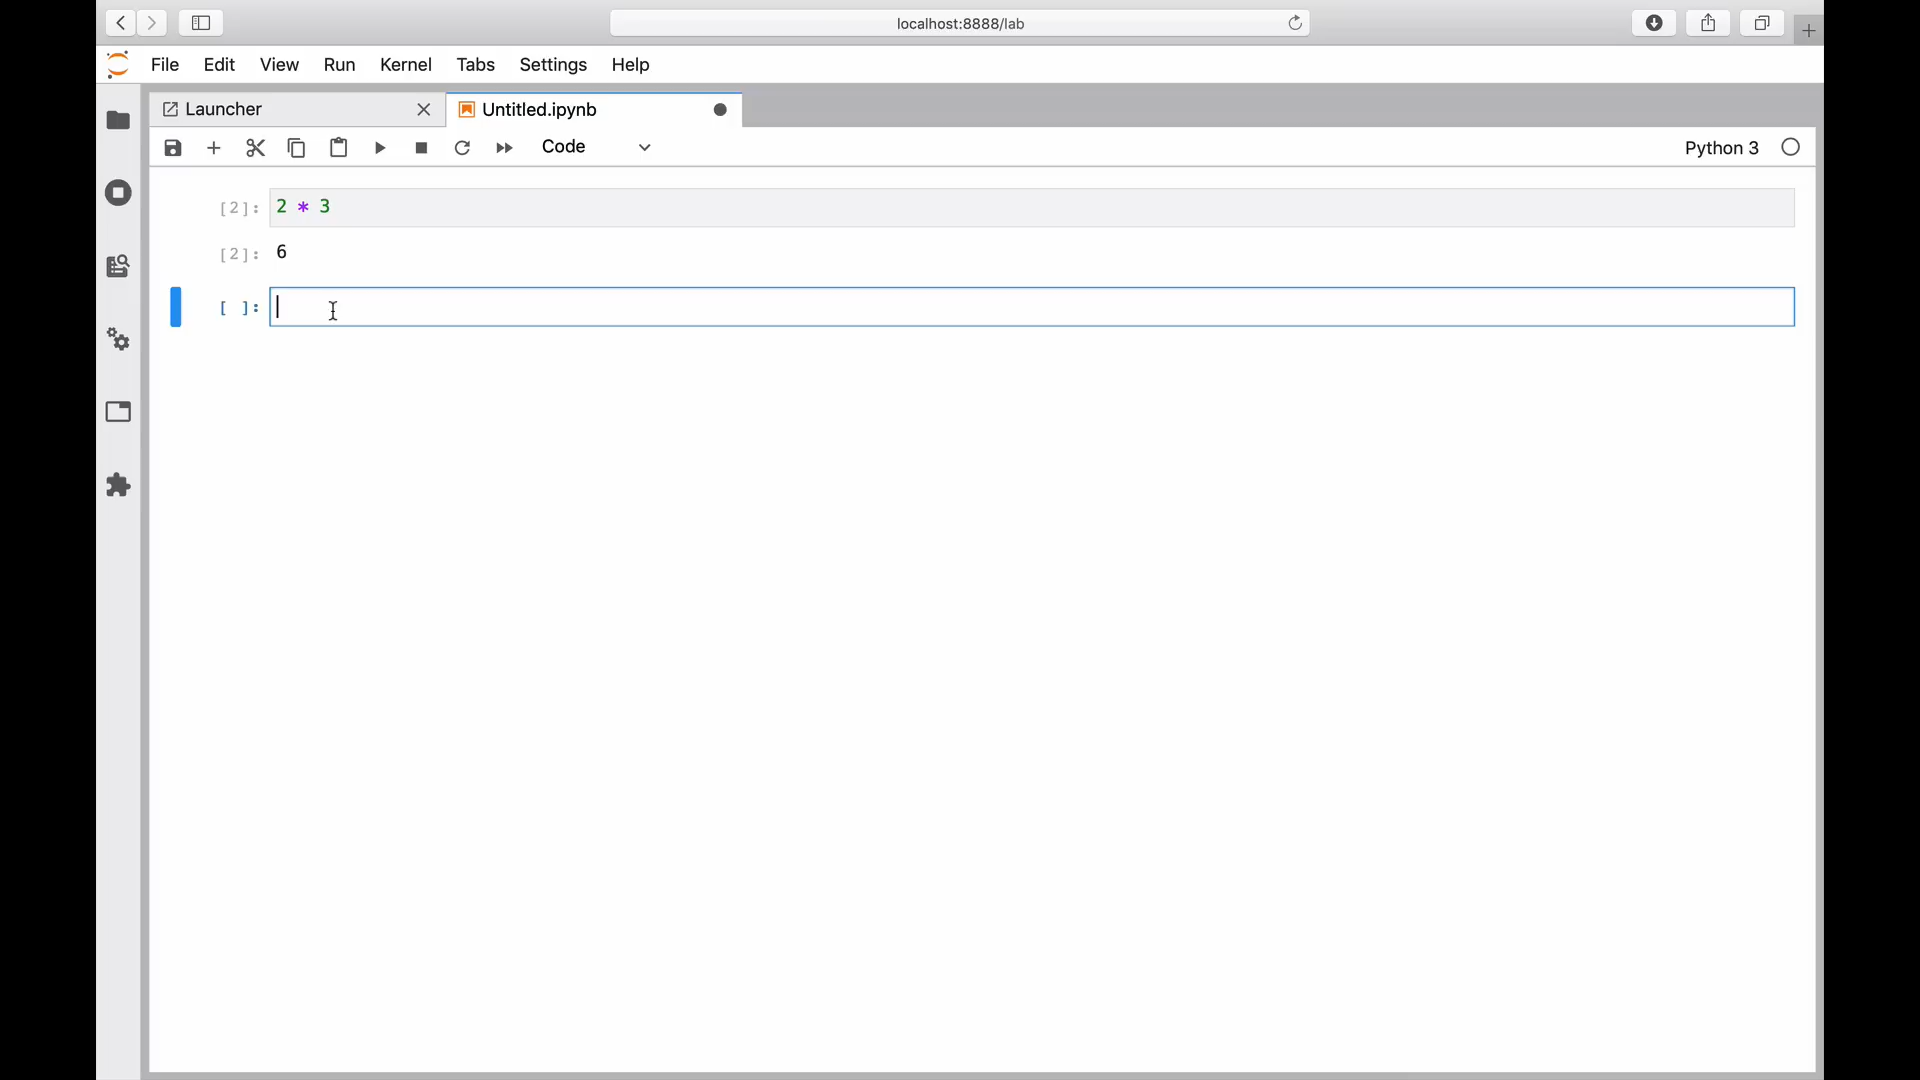 localhost:8888/lab
File Edit View Run Kernel Tabs Settings Help
Launcher Untitled.ipynb
Code Python 3
[2]: 2 * 3
[2]: 6
[ ]: